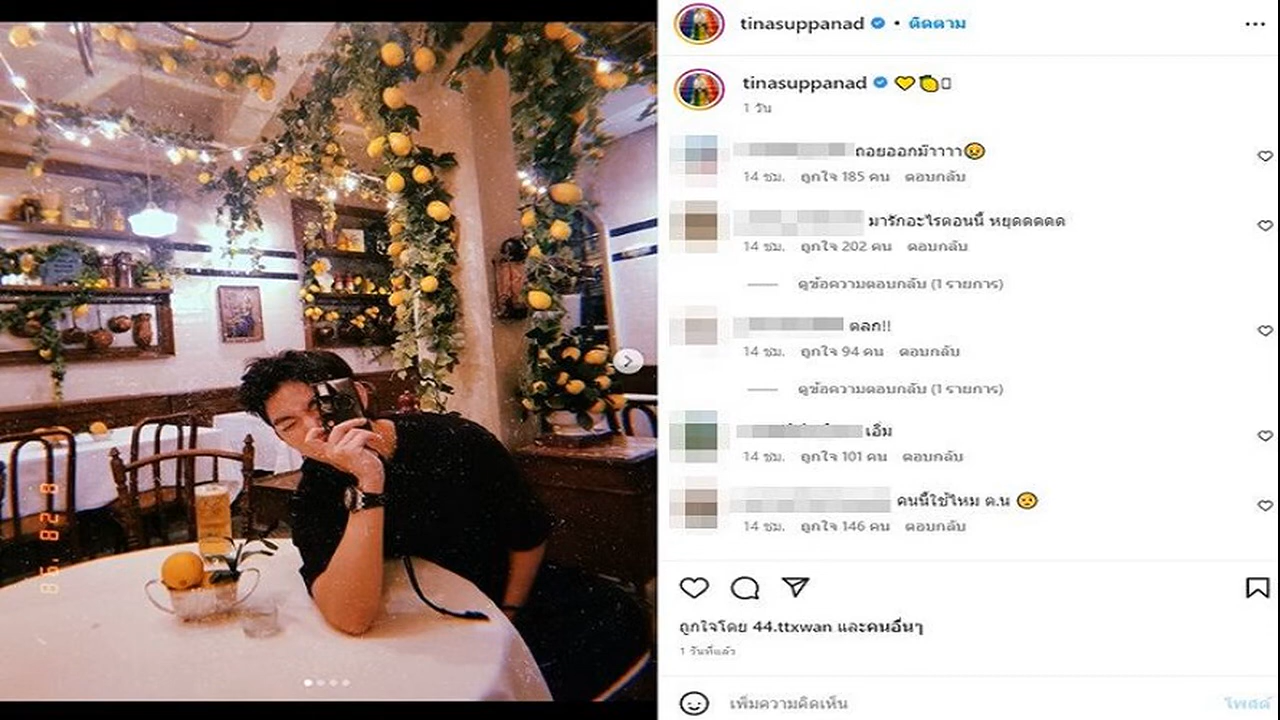 tinasuppanad • ติดตาม
tinasuppanad
1 วัน
ถอยออกม๊าาาา
14 ชม. ถูกใจ 185 คน ตอบกลับ
มารักอะไรตอนนี้ หยุดดดดด
14 ชม. ถูกใจ 202 คน ตอบกลับ
ดูข้อความตอบกลับ (1 รายการ)
ตลก!!
14 ชม. ถูกใจ 94 คน ตอบกลับ
ดูข้อความตอบกลับ (1 รายการ)
เอิ่ม
14 ชม. ถูกใจ 101 คน ตอบกลับ
คนนี้ใช่ไหม ต.น
14 ชม. ถูกใจ 146 คน ตอบกลับ
ถูกใจโดย 44.ttxwan และคนอื่นๆ
1 วันที่แล้ว
เพิ่มความคิดเห็น
โพสต์